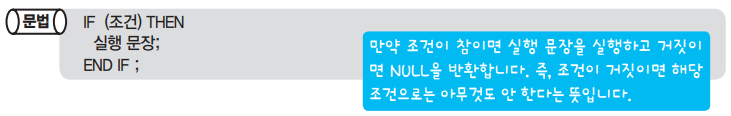 문법
IF (조건) THEN
실행 문장;
END IF ;
만약 조건이 참이면 실행 문장을 실행하고 거짓이
면 NULL을 반환합니다. 즉, 조건이 거짓이면 해당
조건으로는 아무것도 안 한다는 뜻입니다.